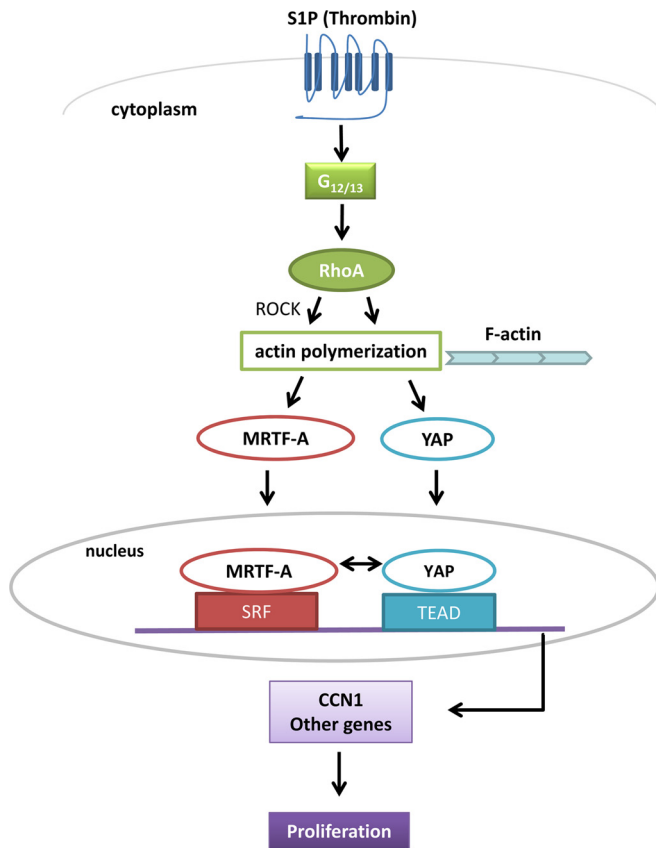 S1P (Thrombin)
cytoplasm
G12/13
RhoA
ROCK
actin polymerization
F-actin
MRTF-A
YAP
nucleus
MRTF-A
YAP
SRF
TEAD
CCN1
Other genes
Proliferation